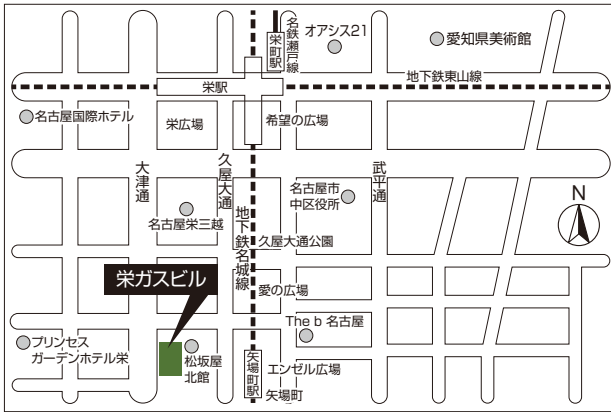 名鉄瀬戸線
栄町駅
オアシス21
愛知県美術館
地下鉄東山線
栄駅
名古屋国際ホテル
栄広場
希望の広場
大津通
久屋大通
武平通
名古屋市
中区役所
N
名古屋栄三越
地下鉄名城線
久屋大通公園
栄ガスビル
愛の広場
The b 名古屋
プリンセス
ガーデンホテル栄
松坂屋
北館
矢場町駅
エンゼル広場
矢場町